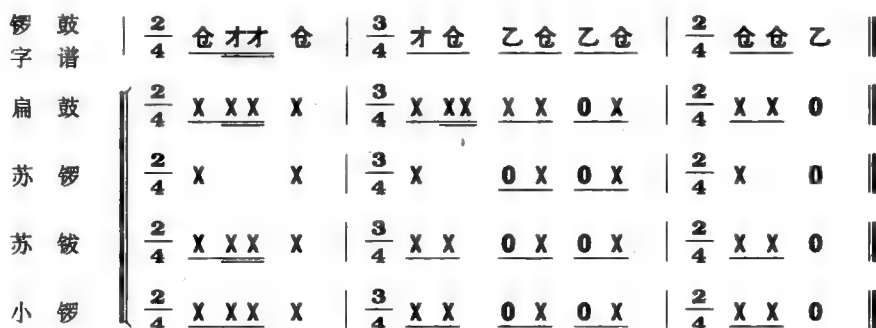 锣 鼓 字 谱 | 2/4 仓 才才 仓 | 3/4 才 仓 乙 仓 乙 仓 | 2/4 仓 仓 乙 ‖
扁 鼓 2/4 X X X X | 3/4 X X X X X 0 X | 2/4 X X 0 ‖
苏 锣 2/4 X X | 3/4 X 0 X 0 X | 2/4 X 0 ‖
苏 钹 2/4 X X X X | 3/4 X X 0 X 0 X | 2/4 X X 0 ‖
小 锣 2/4 X X X X | 3/4 X X 0 X 0 X | 2/4 X X 0 ‖